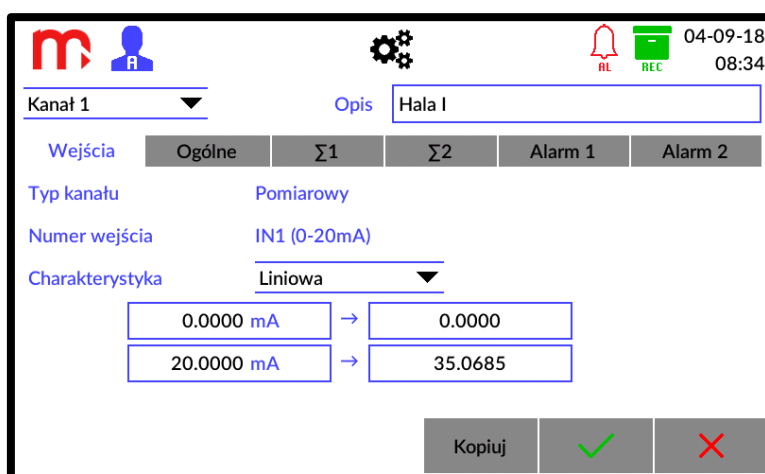 m A AL REC 04-09-18
08:34
Kanał 1 Opis Hala I
Wejścia Ogólne ∑1 ∑2 Alarm 1 Alarm 2
Typ kanału Pomiarowy
Numer wejścia IN1 (0-20mA)
Charakterystyka Liniowa
0.0000 mA → 0.0000
20.0000 mA → 35.0685
Kopiuj